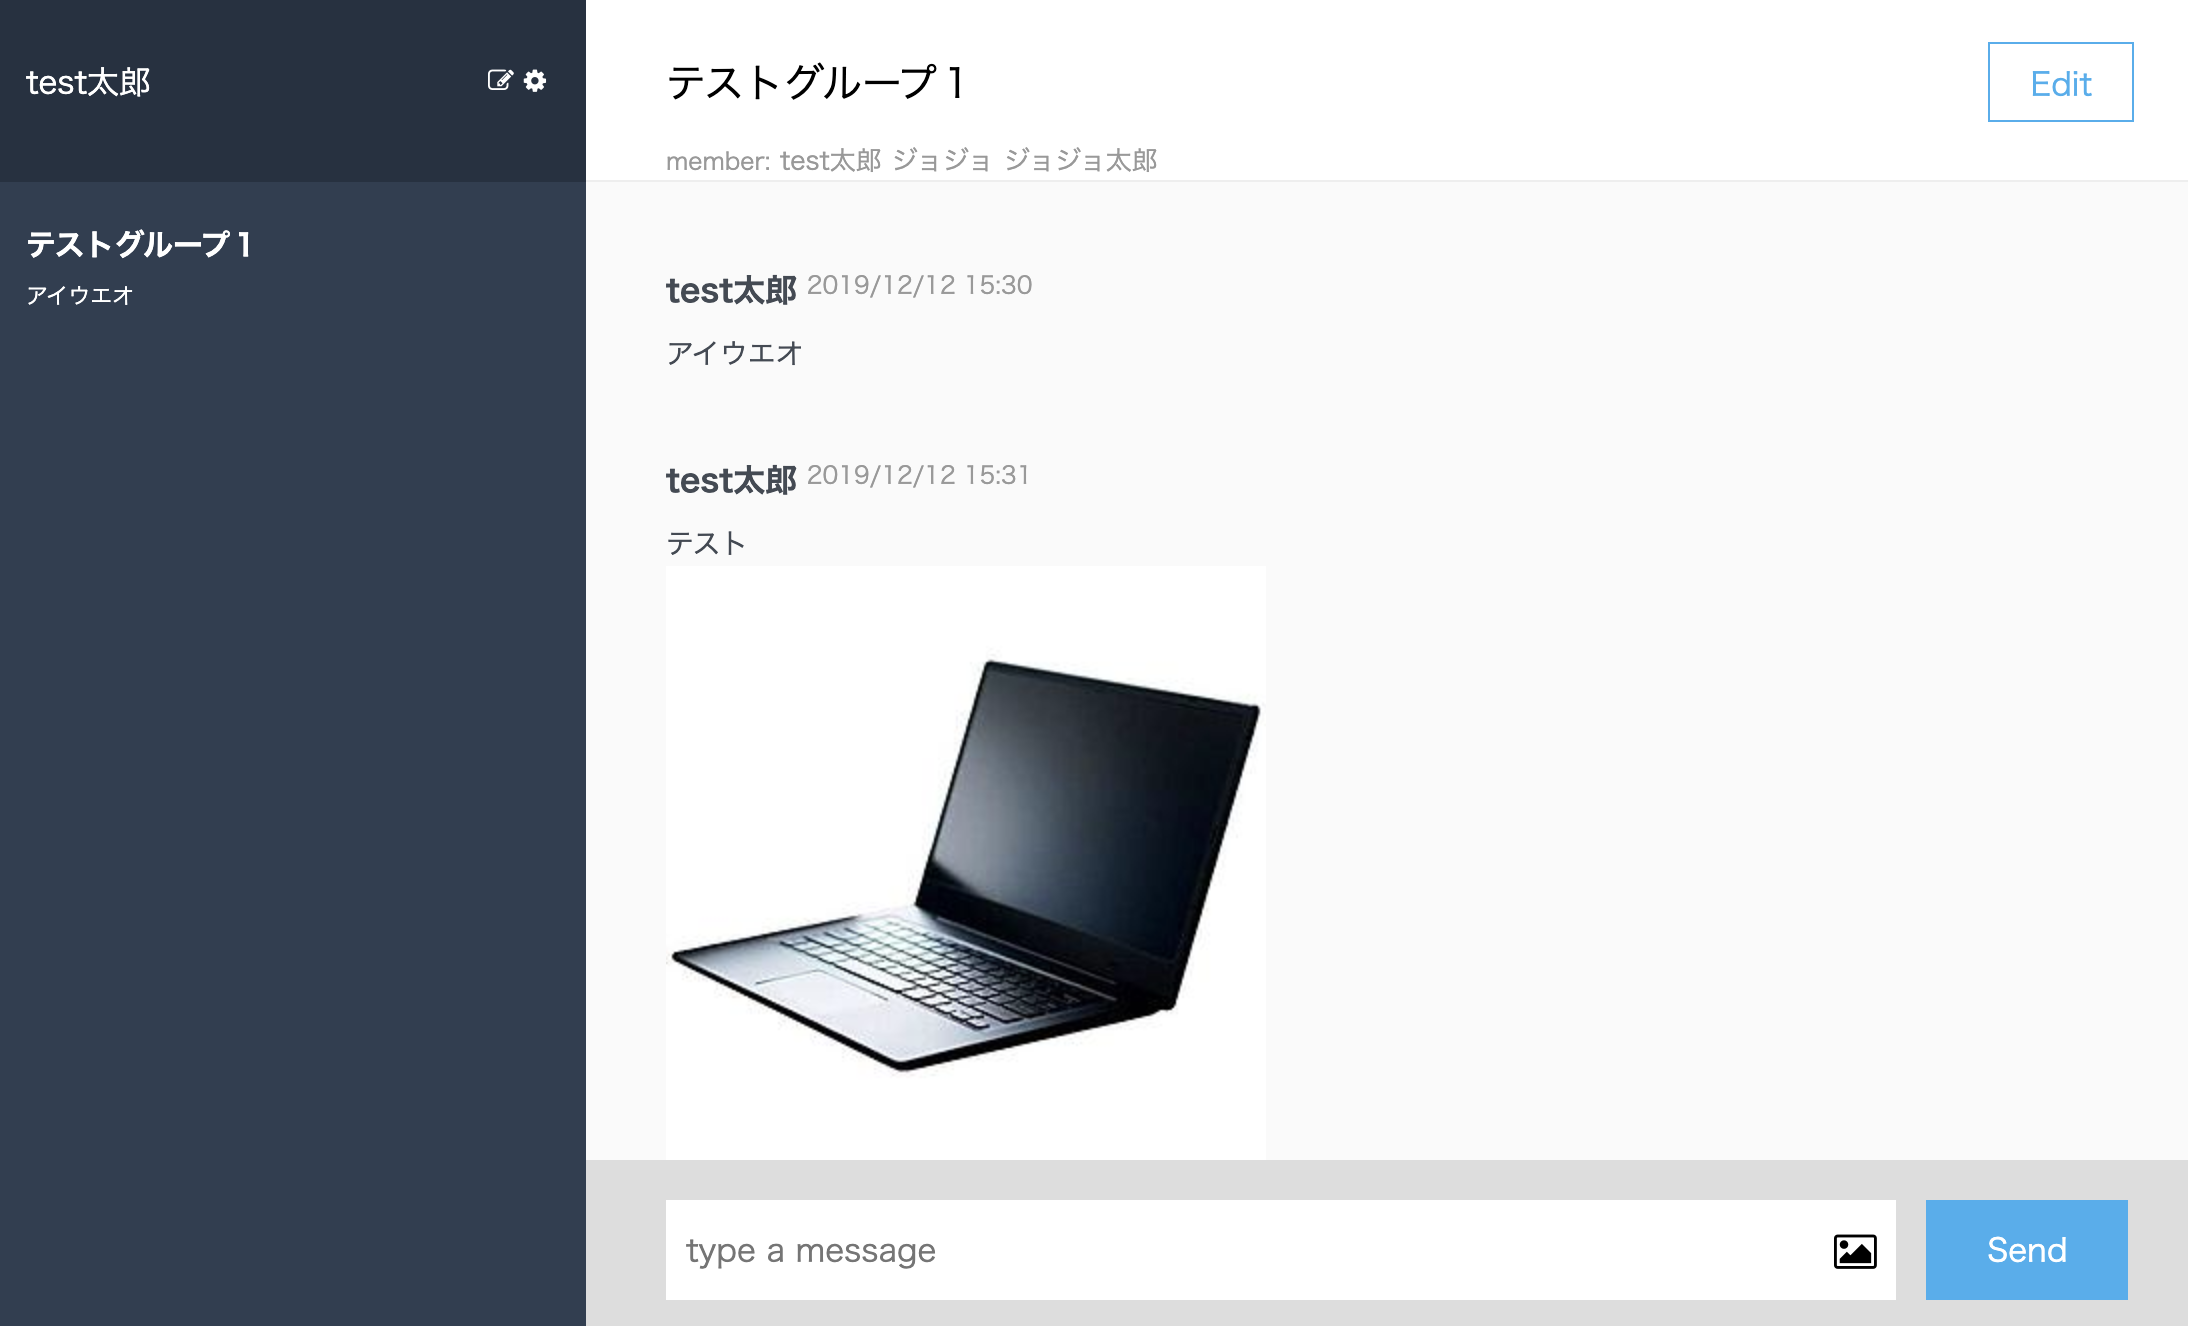 test太郎
テストグループ1
アイウエオ
テストグループ1
Edit
member: test太郎 ジョジョ ジョジョ太郎
test太郎 2019/12/12 15:30
アイウエオ
test太郎 2019/12/12 15:31
テスト
type a message
Send